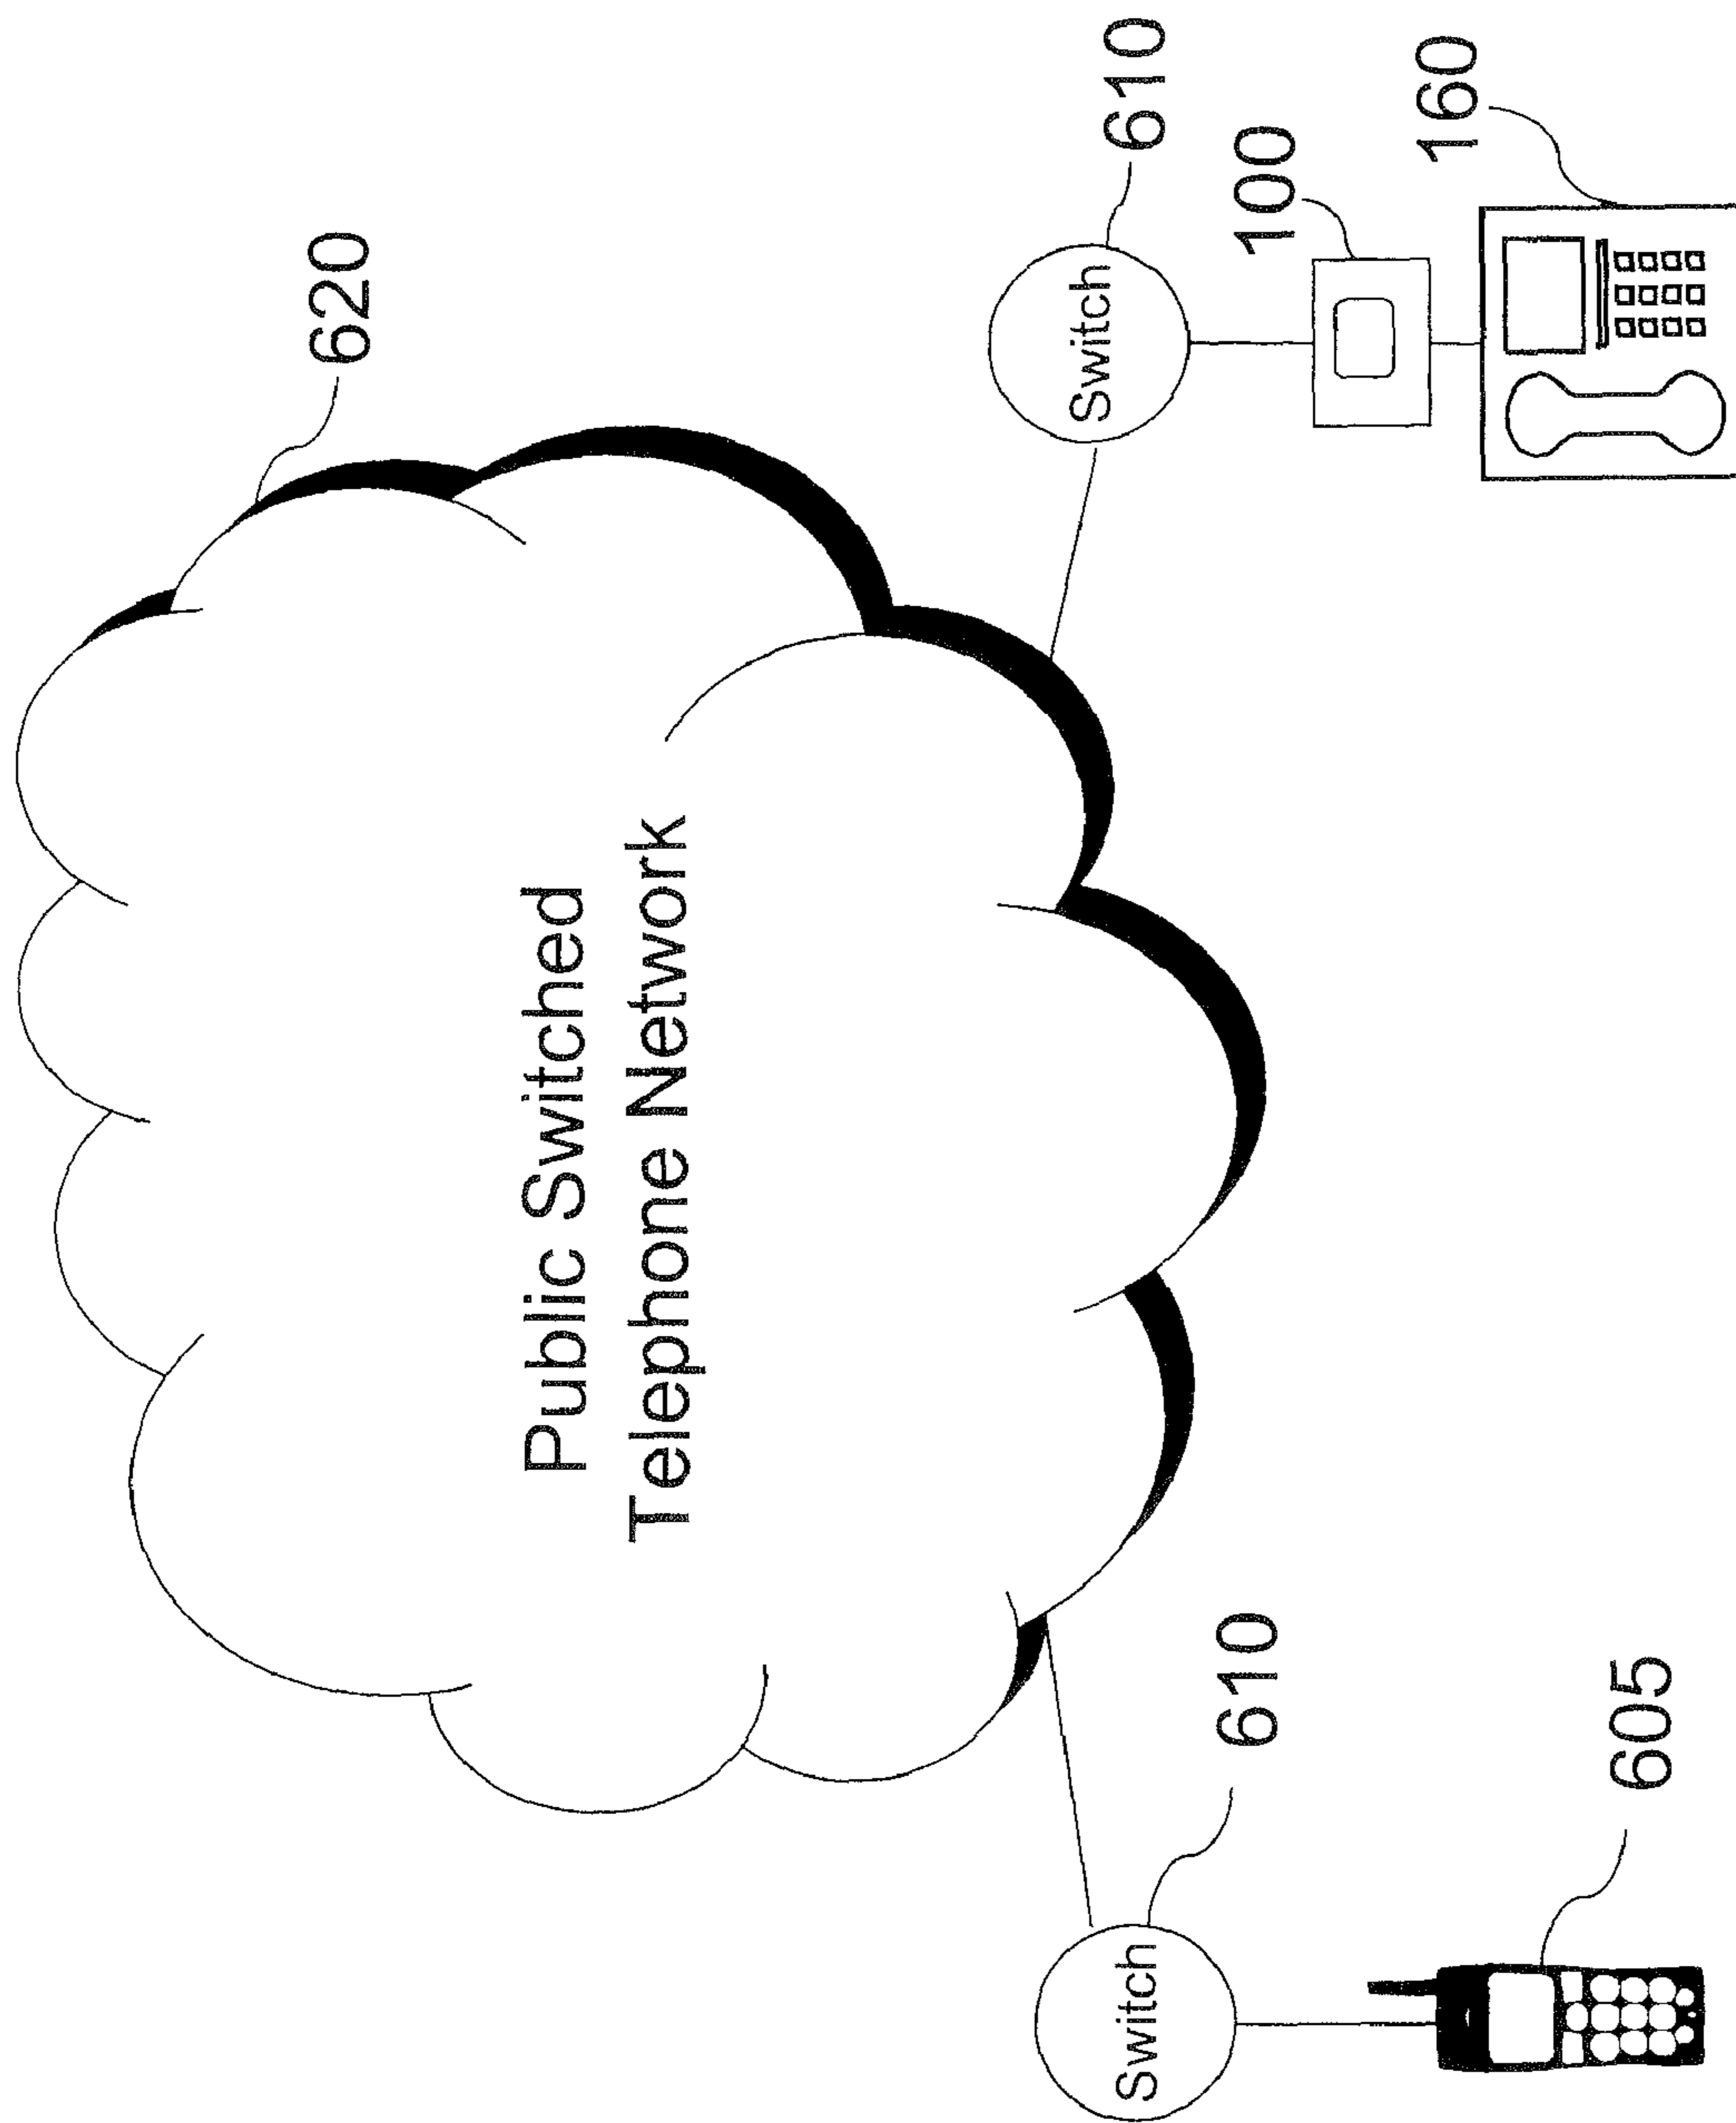 620
Public Switched
Telephone Network
Switch
610
100
160
Switch
610
605